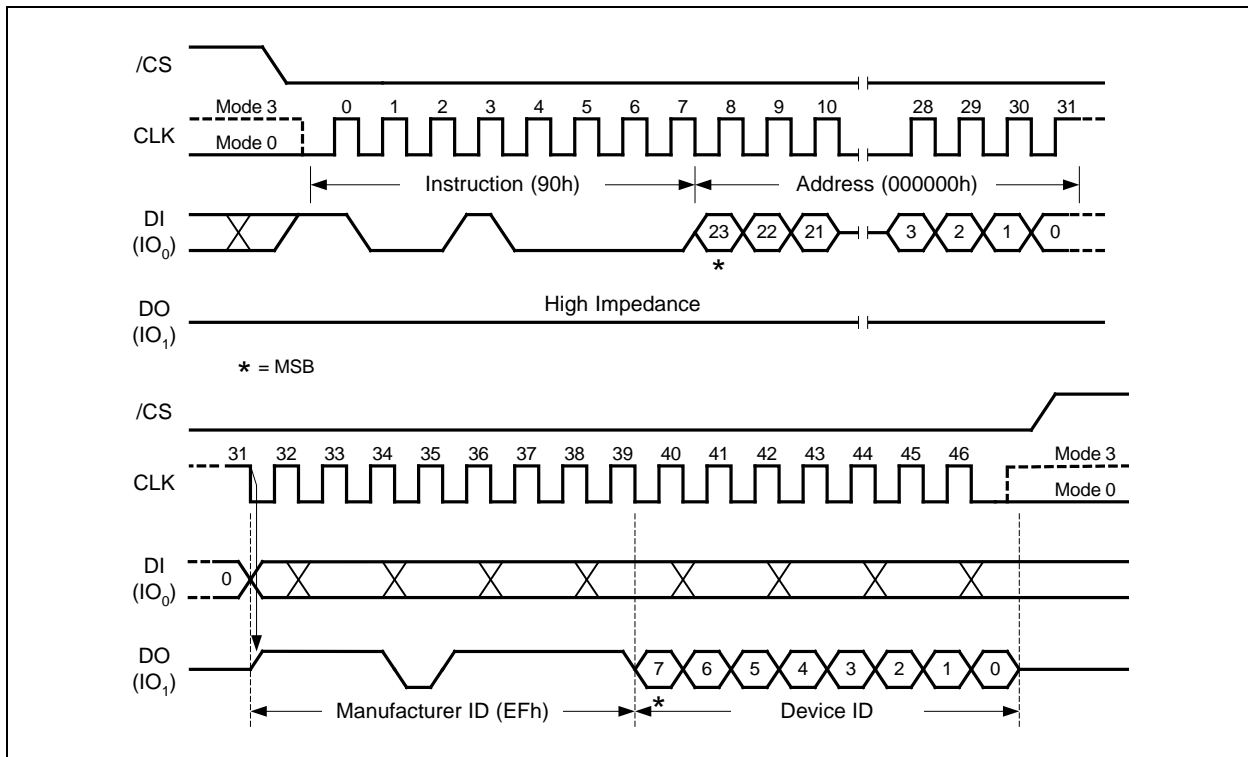 /CS
Mode 3 0 1 2 3 4 5 6 7 8 9 10 28 29 30 31
CLK
Mode 0
Instruction (90h) Address (000000h)
DI
(IO0) 23 22 21 3 2 1 0
*
High Impedance
DO
(IO1)
* = MSB
/CS
31 32 33 34 35 36 37 38 39 40 41 42 43 44 45 46 Mode 3
CLK
Mode 0
DI
(IO0) 0
DO
(IO1) 7 6 5 4 3 2 1 0
*
Manufacturer ID (EFh) Device ID